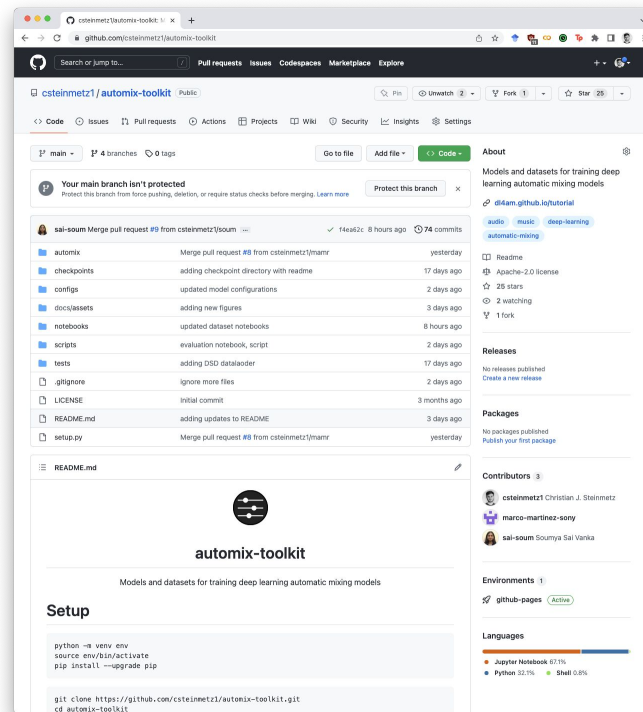 csteinmetz1/automix-toolkit: M
github.com/csteinmetz1/automix-toolkit
Search or jump to...
/
Pull requests Issues Codespaces Marketplace Explore
csteinmetz1 / automix-toolkit Public
Pin
Unwatch 2
Fork 1
Star 25
Code Issues Pull requests Actions Projects Wiki Security Insights Settings
main 4 branches 0 tags
Go to file Add file Code
Your main branch isn't protected
Protect this branch from force pushing, deletion, or require status checks before merging. Learn more
Protect this branch
sai-soum Merge pull request #9 from csteinmetz1/soum ... f4ea62c 8 hours ago 74 commits
automix Merge pull request #8 from csteinmetz1/mamr yesterday
checkpoints adding checkpoint directory with readme 17 days ago
configs updated model configurations 2 days ago
docs/assets adding new figures 3 days ago
notebooks updated dataset notebooks 8 hours ago
scripts evaluation notebook, script 2 days ago
tests adding DSD datalaoder 17 days ago
.gitignore ignore more files 2 days ago
LICENSE Initial commit 3 months ago
README.md adding updates to README 3 days ago
setup.py Merge pull request #8 from csteinmetz1/mamr yesterday
README.md
automix-toolkit
Models and datasets for training deep learning automatic mixing models
Setup
python -m venv env
source env/bin/activate
pip install --upgrade pip
git clone https://github.com/csteinmetz1/automix-toolkit.git
cd automix-toolkit
About
Models and datasets for training deep
learning automatic mixing models
dl4am.github.io/tutorial
audio music deep-learning
automatic-mixing
Readme
Apache-2.0 license
25 stars
2 watching
1 fork
Releases
No releases published
Create a new release
Packages
No packages published
Publish your first package
Contributors 3
csteinmetz1 Christian J. Steinmetz
marco-martinez-sony
sai-soum Soumya Sai Vanka
Environments 1
github-pages Active
Languages
Jupyter Notebook 67.1%
Python 32.1% Shell 0.8%